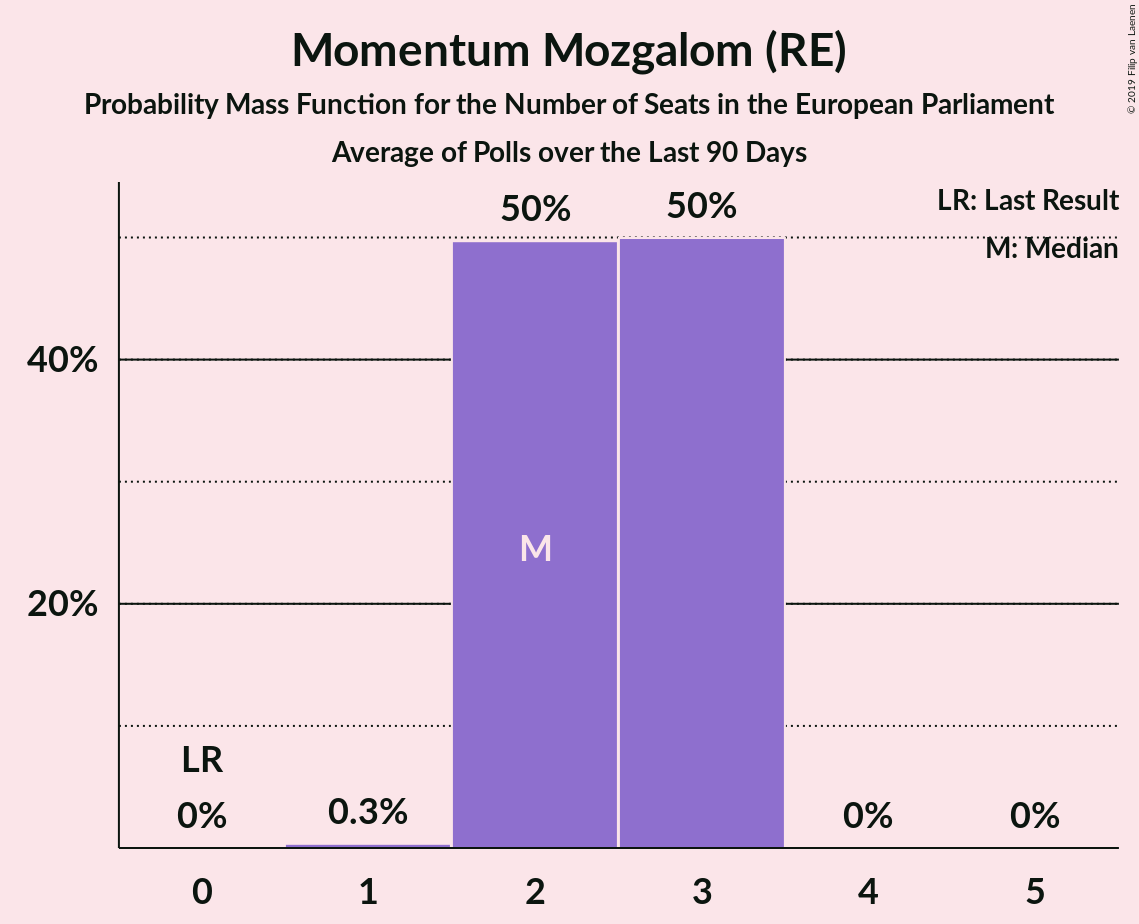 Momentum Mozgalom (RE)
Probability Mass Function for the Number of Seats in the European Parliament
Average of Polls over the Last 90 Days
© 2019 Filip van Laenen
LR: Last Result
M: Median
50%
50%
40%
M
20%
LR
0%
0.3%
0%
0%
0
1
2
3
4
5